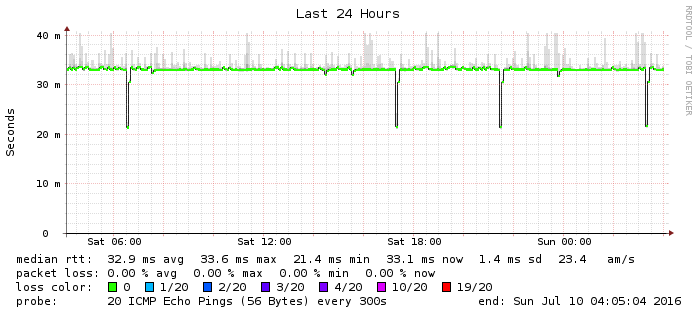 Last 24 Hours
RRDTOOL / TOBI OETIKER
Seconds
40 m
30 m
20 m
10 m
0
Sat 06:00 Sat 12:00 Sat 18:00 Sun 00:00
median rtt: 32.9 ms avg 33.6 ms max 21.4 ms min 33.1 ms now 1.4 ms sd 23.4 am/s
packet loss: 0.00 % avg 0.00 % max 0.00 % min 0.00 % now
loss color: 0 1/20 2/20 3/20 4/20 10/20 19/20
probe: 20 ICMP Echo Pings (56 Bytes) every 300s end: Sun Jul 10 04:05:04 2016